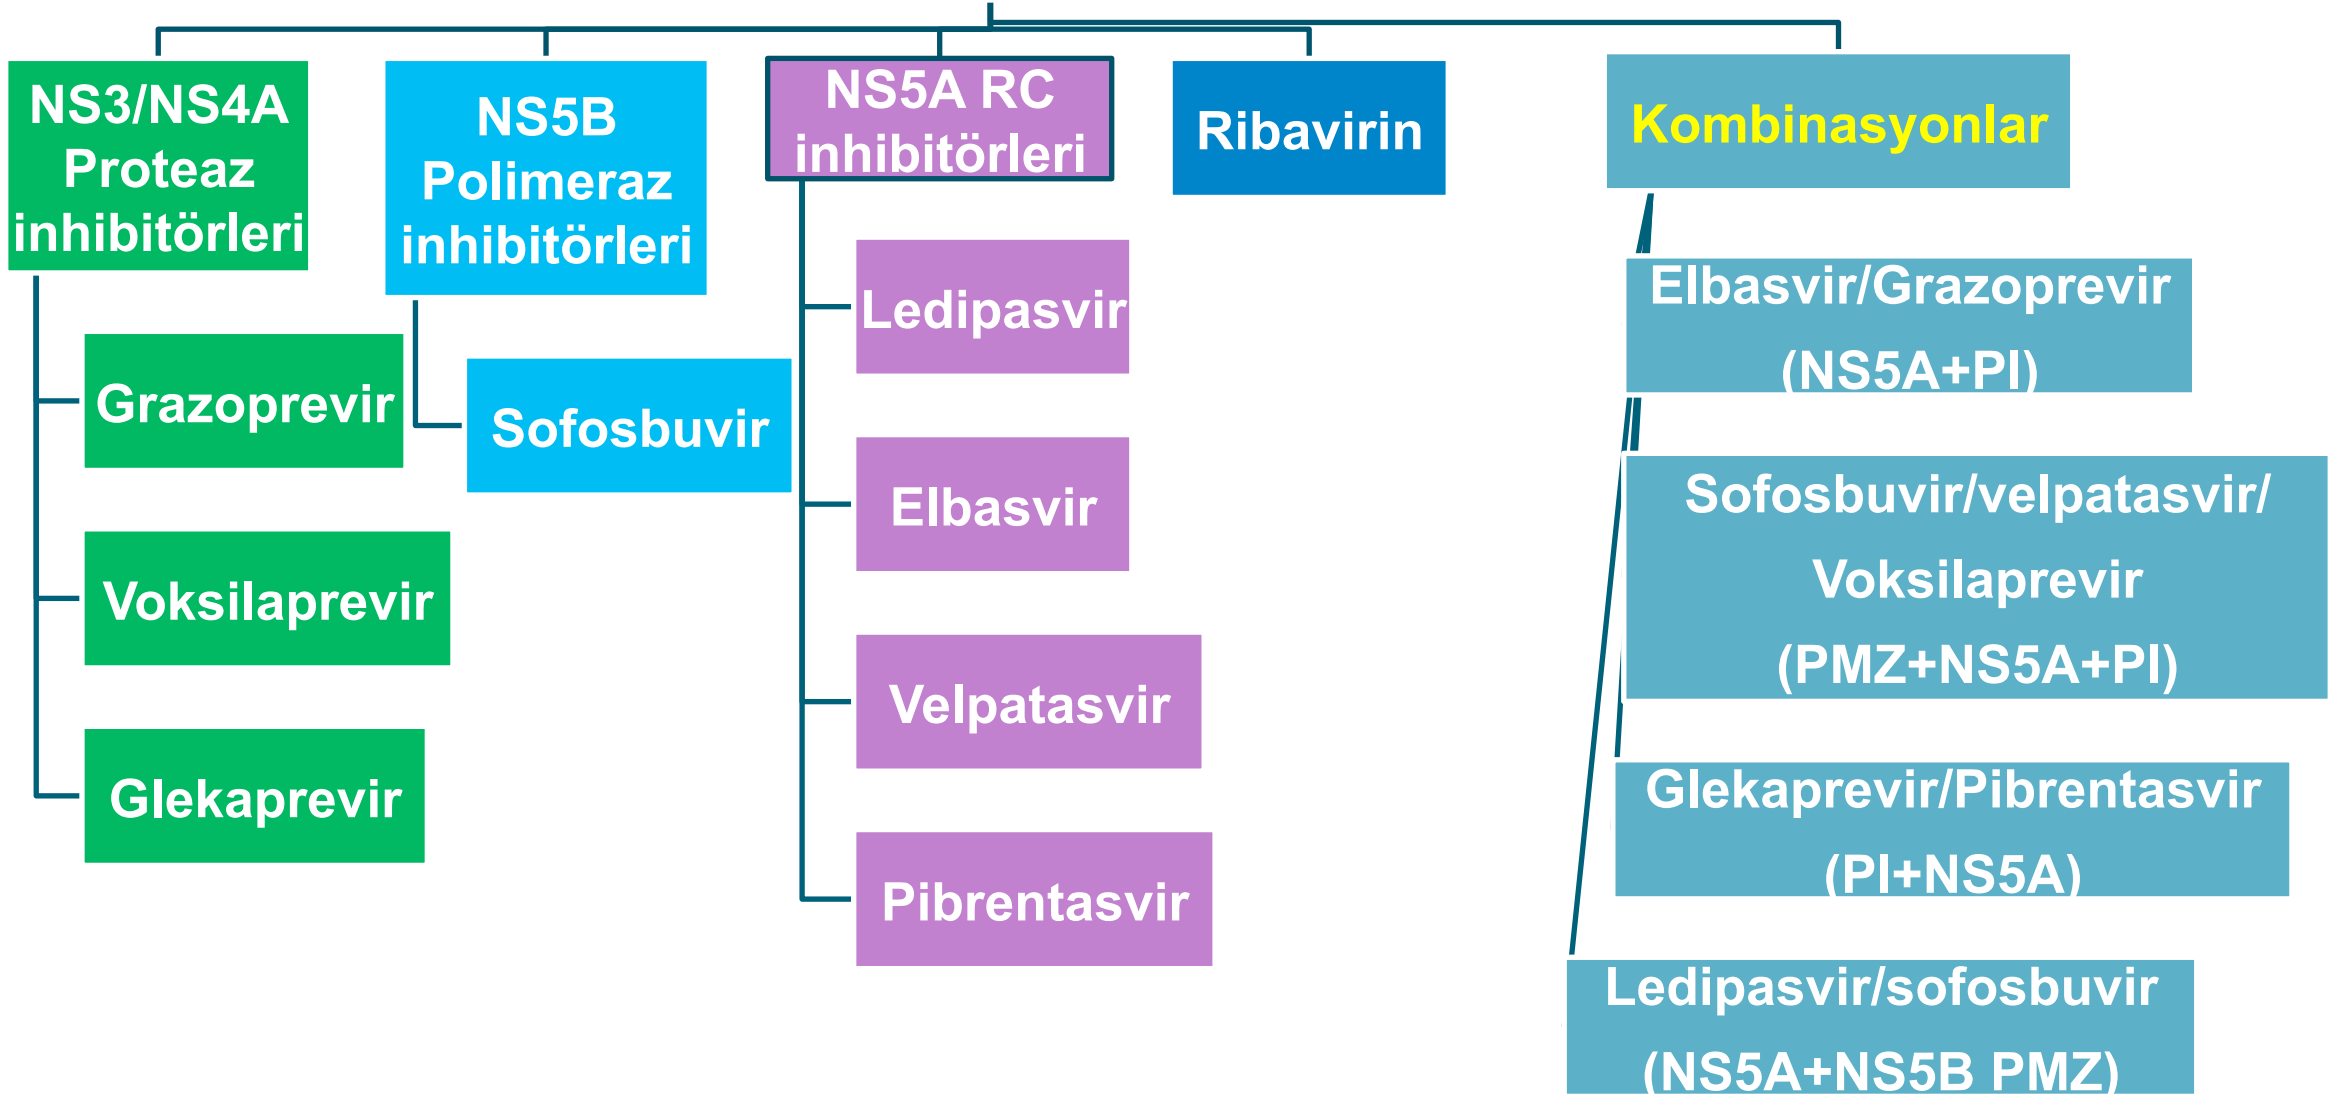 NS3/NS4A
Proteaz
inhibitörleri
Grazoprevir
Voksilaprevir
Glekaprevir
NS5B
Polimeraz
inhibitörleri
Sofosbuvir
NS5A RC
inhibitörleri
Ledipasvir
Elbasvir
Velpatasvir
Pibrentasvir
Ribavirin
Kombinasyonlar
Elbasvir/Grazoprevir
(NS5A+PI)
Sofosbuvir/velpatasvir/
Voksilaprevir
(PMZ+NS5A+PI)
Glekaprevir/Pibrentasvir
(PI+NS5A)
Ledipasvir/sofosbuvir
(NS5A+NS5B PMZ)